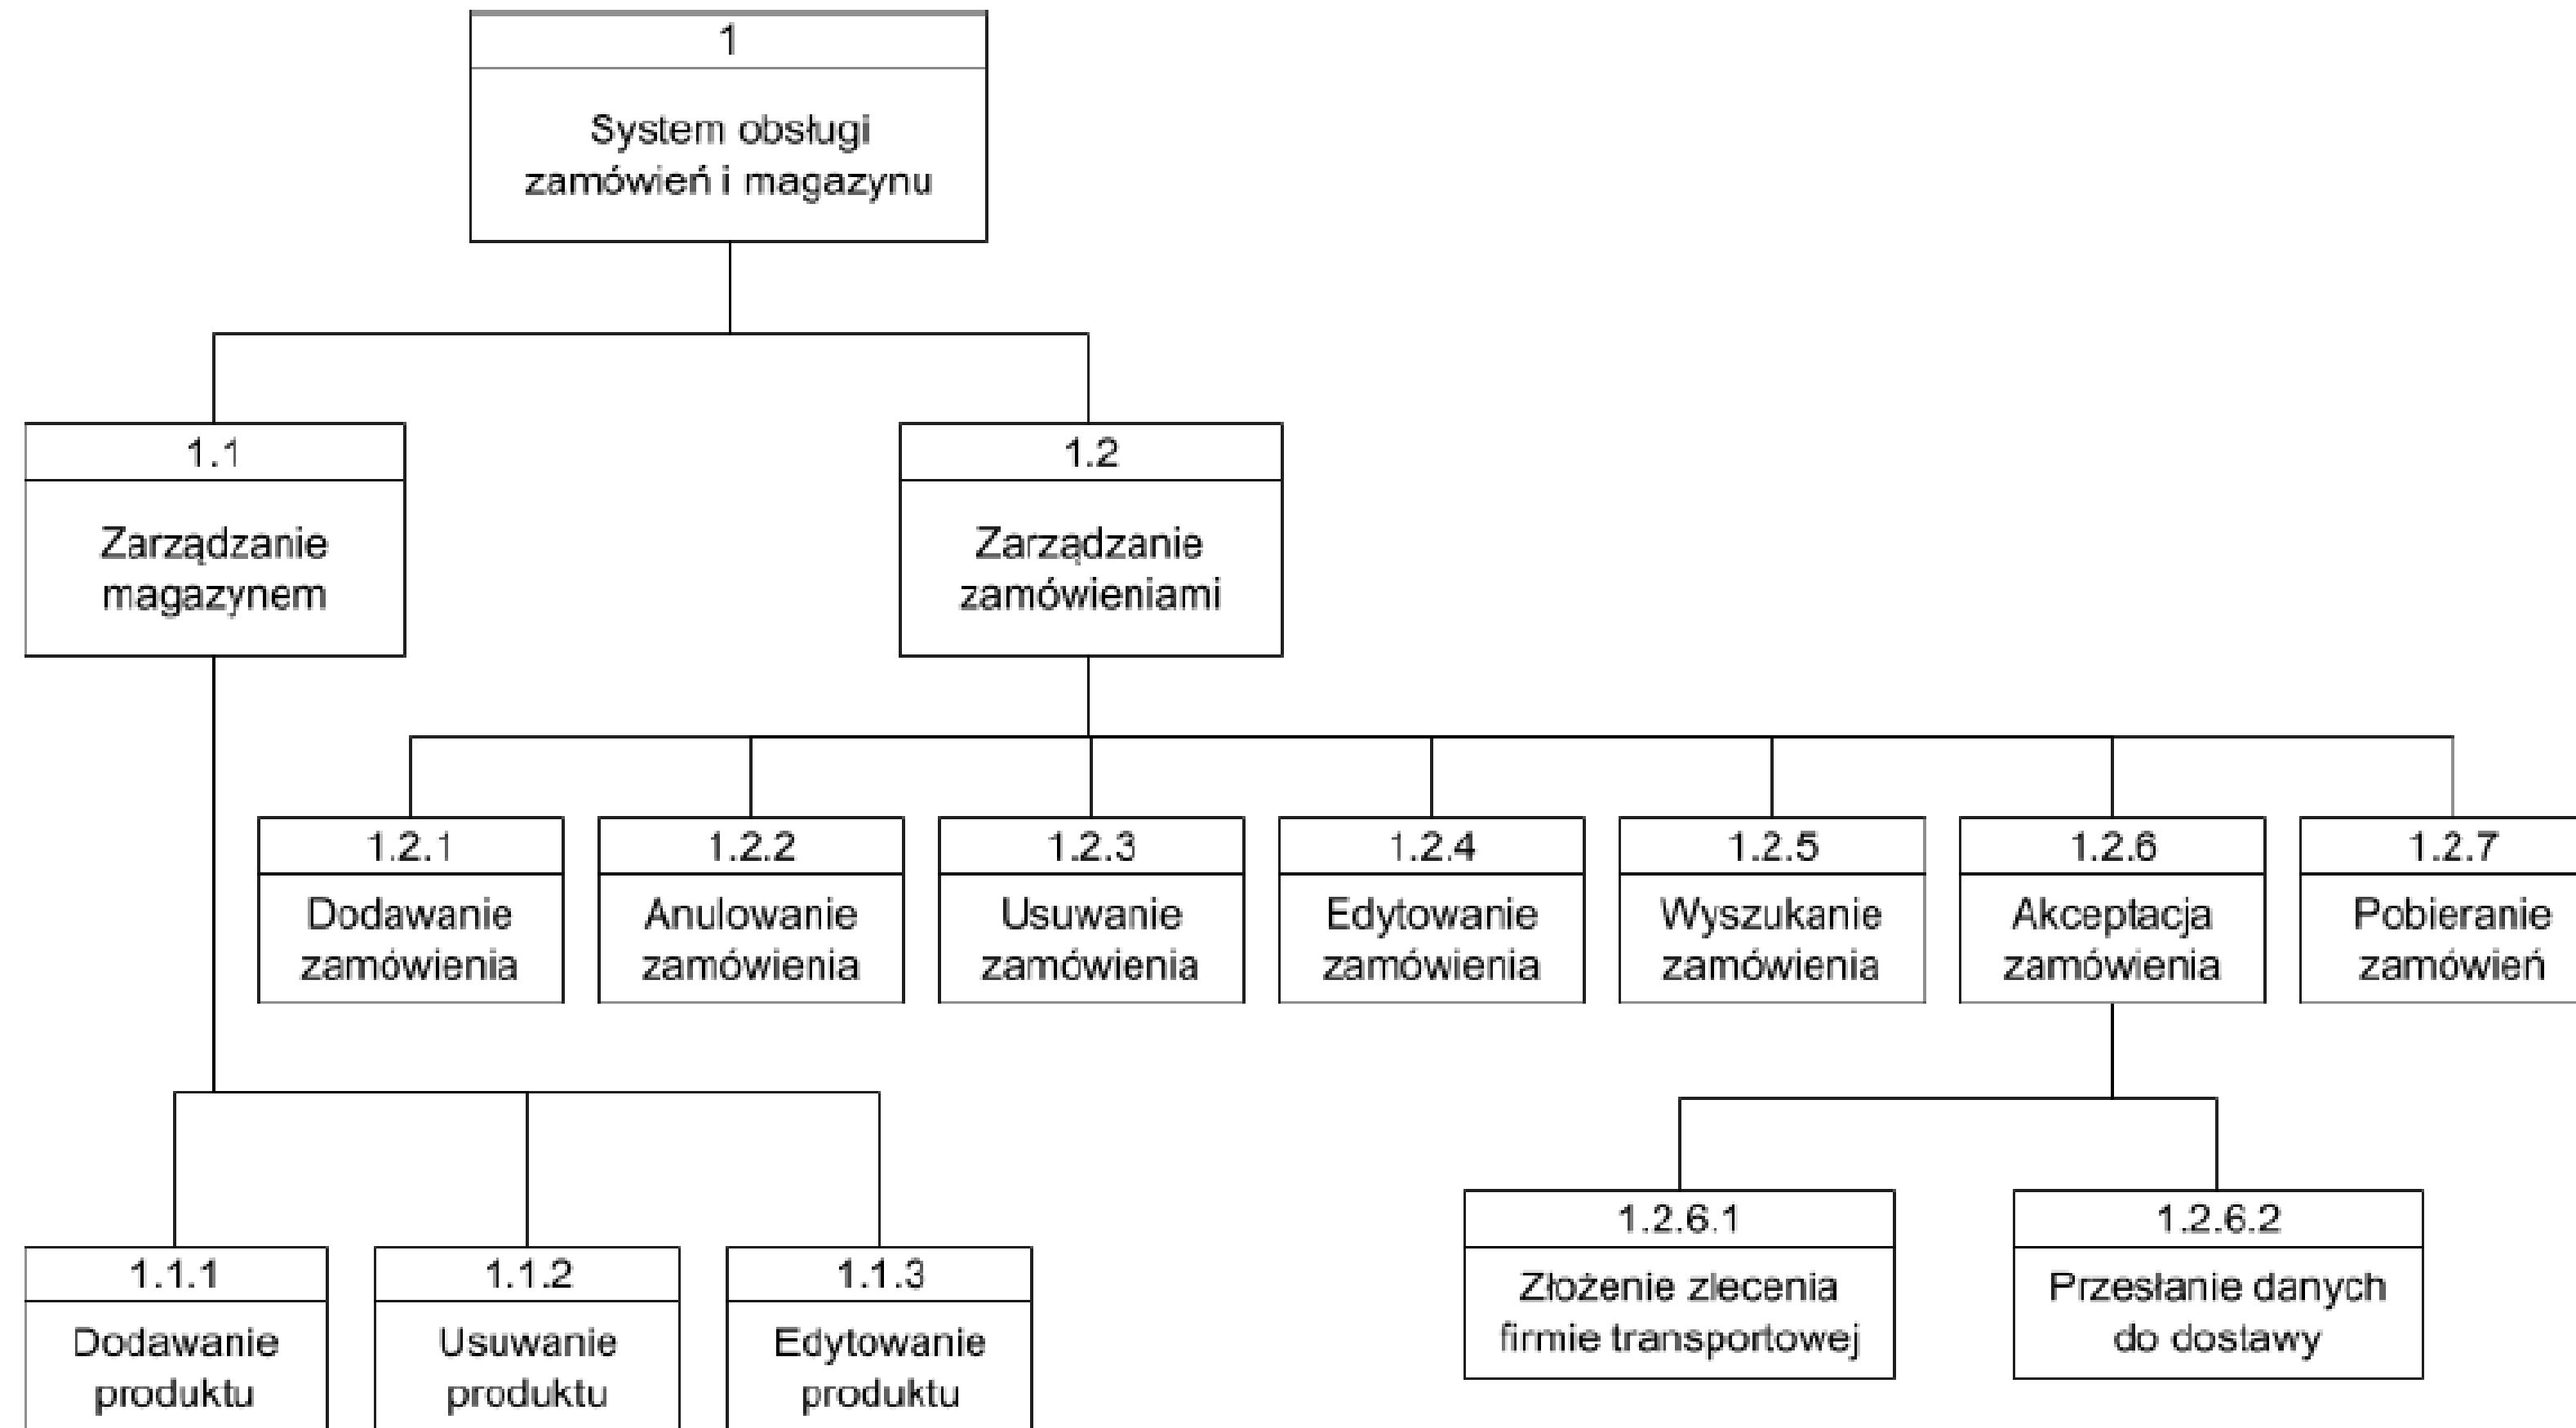 1
System obsługi
zamówień i magazynu
1.1
Zarządzanie
magazynem
1.2
Zarządzanie
zamówieniami
1.2.1
Dodawanie
zamówienia
1.2.2
Anulowanie
zamówienia
1.2.3
Usuwanie
zamówienia
1.2.4
Edytowanie
zamówienia
1.2.5
Wyszukanie
zamówienia
1.2.6
Akceptacja
zamówienia
1.2.7
Pobieranie
zamówień
1.1.1
Dodawanie
produktu
1.1.2
Usuwanie
produktu
1.1.3
Edytowanie
produktu
1.2.6.1
Złożenie zlecenia
firmie transportowej
1.2.6.2
Przesłanie danych
do dostawy